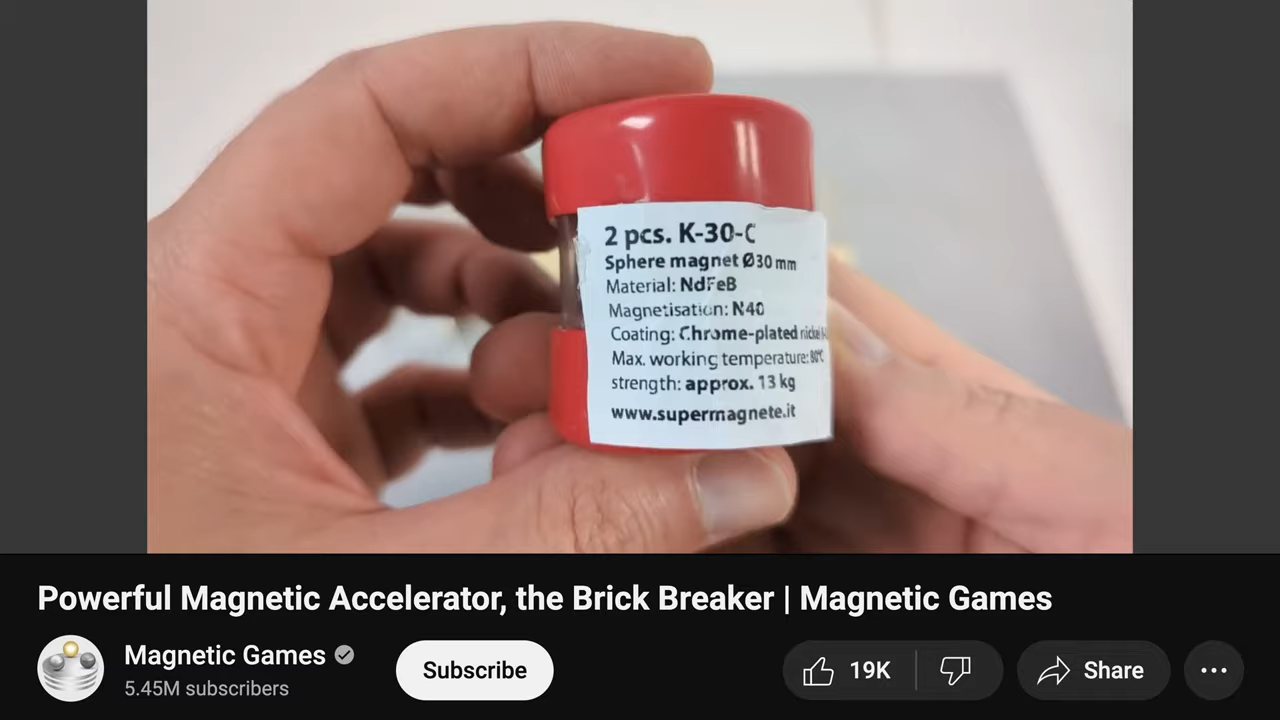 2 pcs. K-30-C
Sphere magnet Ø30 mm
Material: NdFeB
Magnetisation: N40
Coating: Chrome-plated nickel
Max. working temperature: 80°C
strength: approx. 13 kg
www.supermagnete.it
Powerful Magnetic Accelerator, the Brick Breaker | Magnetic Games
Magnetic Games
5.45M subscribers
Subscribe
19K
Share